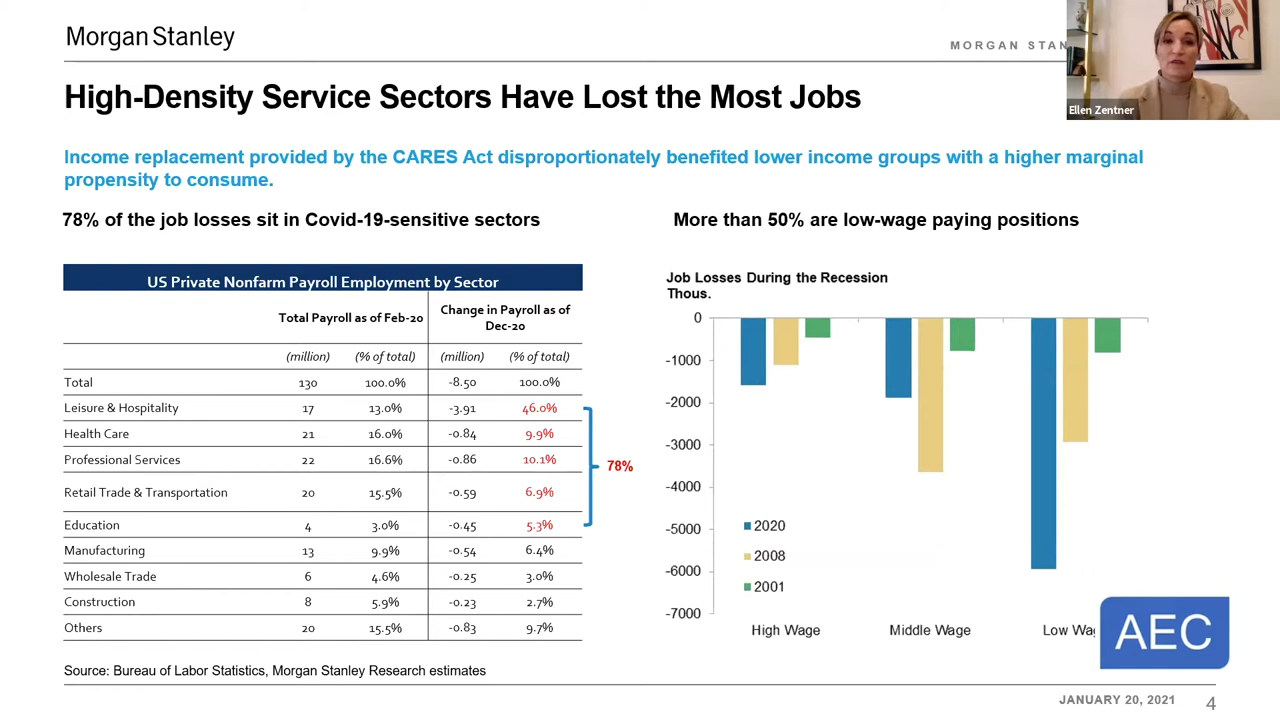 Morgan Stanley
MORGAN STAN
Ellen Zentner
High-Density Service Sectors Have Lost the Most Jobs
Income replacement provided by the CARES Act disproportionately benefited lower income groups with a higher marginal
propensity to consume.
78% of the job losses sit in Covid-19-sensitive sectors
US Private Nonfarm Payroll Employment by Sector
Total Payroll as of Feb-20 Change in Payroll as of
Dec-20
(million) (% of total) (million) (% of total)
Total 130 100.0% -8.50 100.0%
Leisure & Hospitality 17 13.0% -3.91 46.0%
Health Care 21 16.0% -0.84 9.9%
Professional Services 22 16.6% -0.86 10.1%
Retail Trade & Transportation 20 15.5% -0.59 6.9%
Education 4 3.0% -0.45 5.3%
Manufacturing 13 9.9% -0.54 6.4%
Wholesale Trade 6 4.6% -0.25 3.0%
Construction 8 5.9% -0.23 2.7%
Others 20 15.5% -0.83 9.7%
78%
More than 50% are low-wage paying positions
Job Losses During the Recession
Thous.
0
-1000
-2000
-3000
-4000
-5000
-6000
-7000
2020
2008
2001
High Wage Middle Wage Low Wa
AEC
Source: Bureau of Labor Statistics, Morgan Stanley Research estimates
JANUARY 20, 2021 4